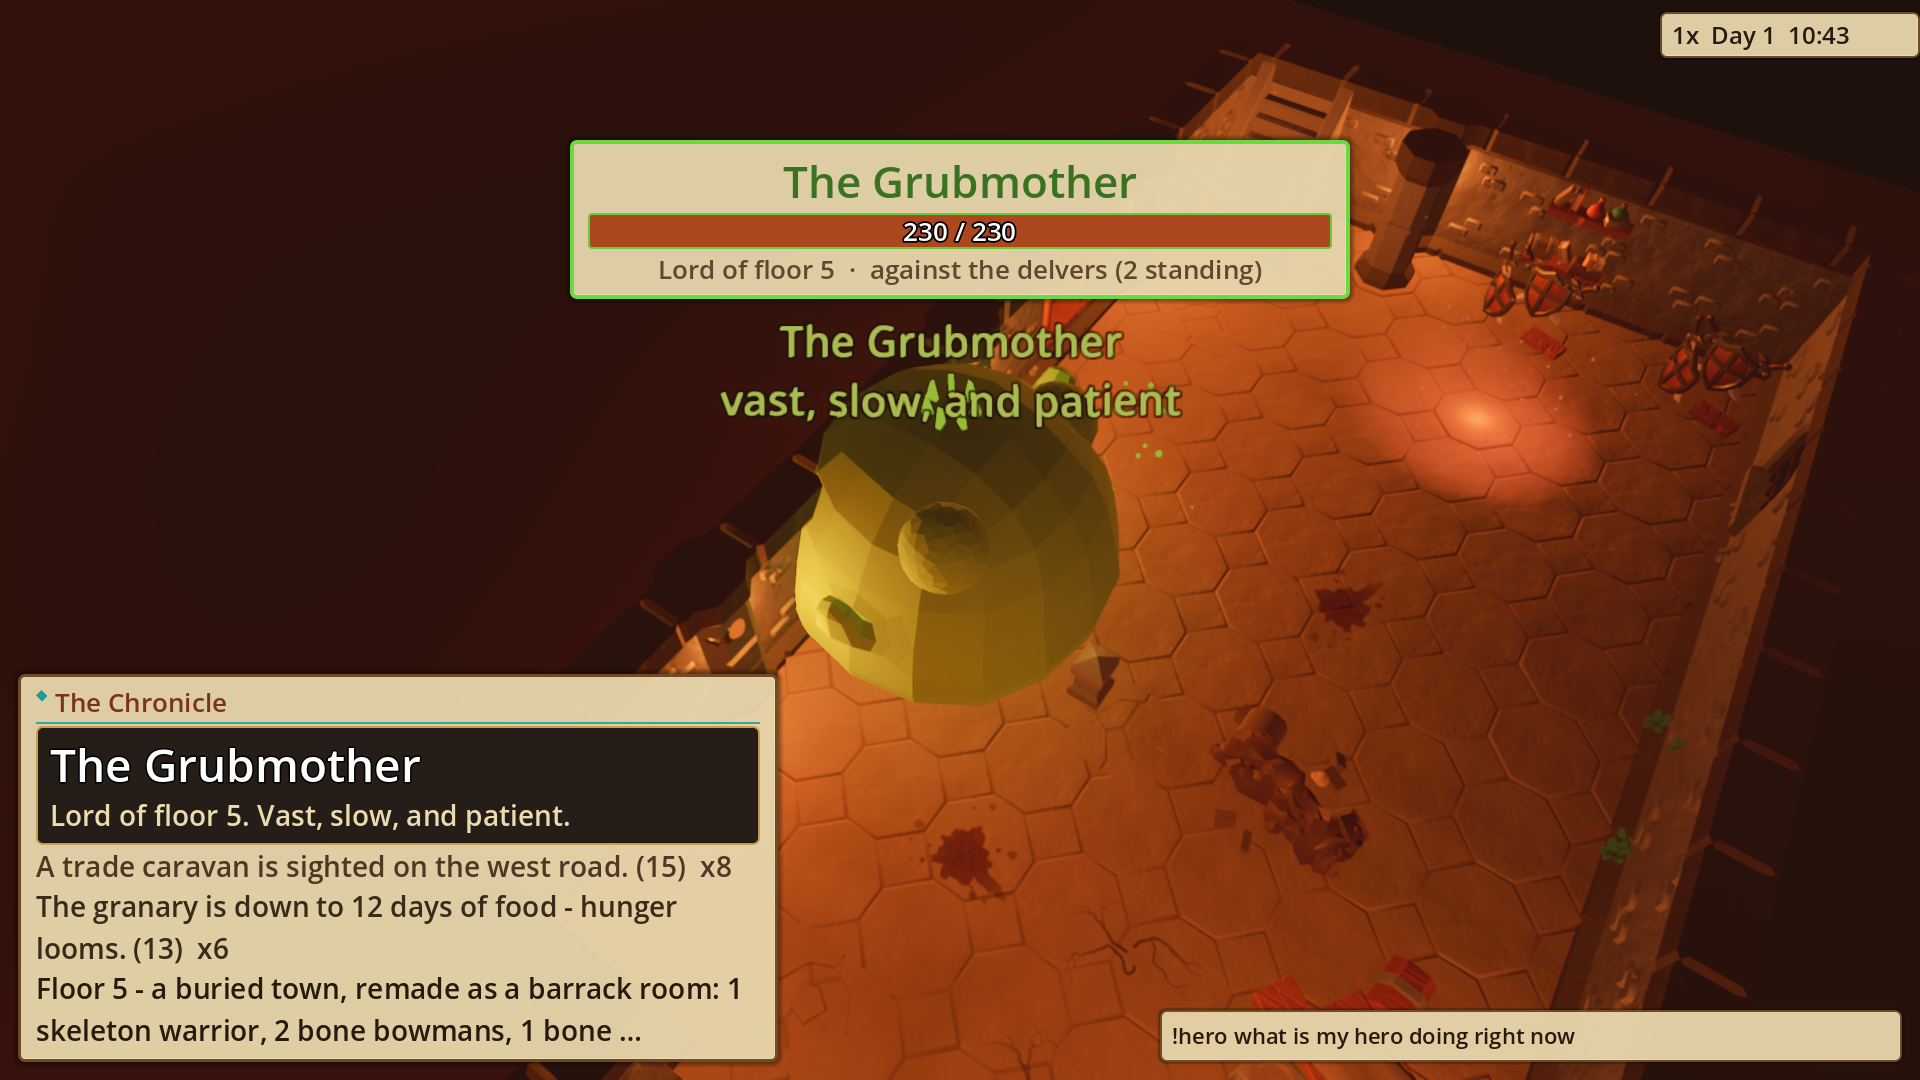 1x Day 1 10:43
The Grubmother
230 / 230
Lord of floor 5 · against the delvers (2 standing)
The Grubmother
vast, slow, and patient
The Chronicle
The Grubmother
Lord of floor 5. Vast, slow, and patient.
A trade caravan is sighted on the west road. (15) x8
The granary is down to 12 days of food - hunger
looms. (13) x6
Floor 5 - a buried town, remade as a barrack room: 1
skeleton warrior, 2 bone bowmans, 1 bone ...
!hero what is my hero doing right now